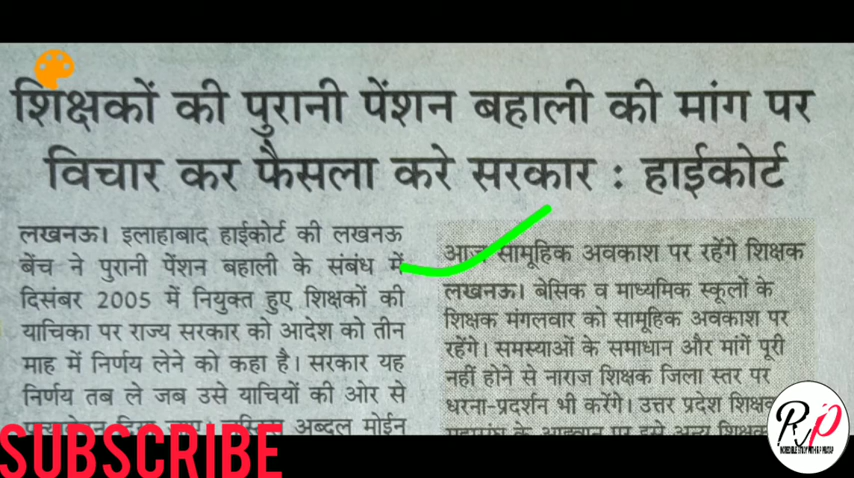 शिक्षकों की पुरानी पेंशन बहाली की मांग पर
विचार कर फैसला करे सरकार : हाईकोर्ट
लखनऊ। इलाहाबाद हाईकोर्ट की लखनऊ
बेंच ने पुरानी पेंशन बहाली के संबंध में
दिसंबर 2005 में नियुक्त हुए शिक्षकों की
याचिका पर राज्य सरकार को आदेश को तीन
माह में निर्णय लेने को कहा है। सरकार यह
निर्णय तब ले जब उसे याचियों की ओर से
अब्दुल मोईन
आज सामूहिक अवकाश पर रहेंगे शिक्षक
लखनऊ। बेसिक व माध्यमिक स्कूलों के
शिक्षक मंगलवार को सामूहिक अवकाश पर
रहेंगे। समस्याओं के समाधान और मांगें पूरी
नहीं होने से नाराज शिक्षक जिला स्तर पर
धरना-प्रदर्शन भी करेंगे। उत्तर प्रदेश
SUBSCRIBE
RP